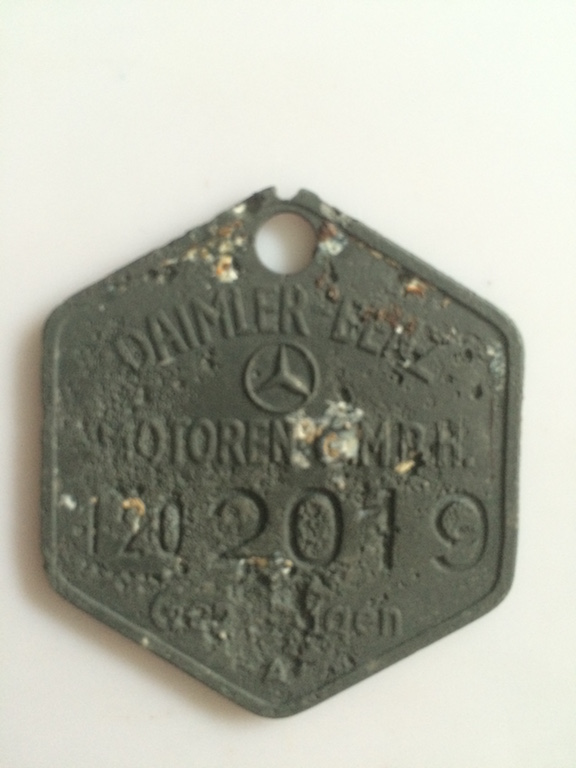 DAIMLER-BENZ
MOTOREN G.M.B.H.
120 2019